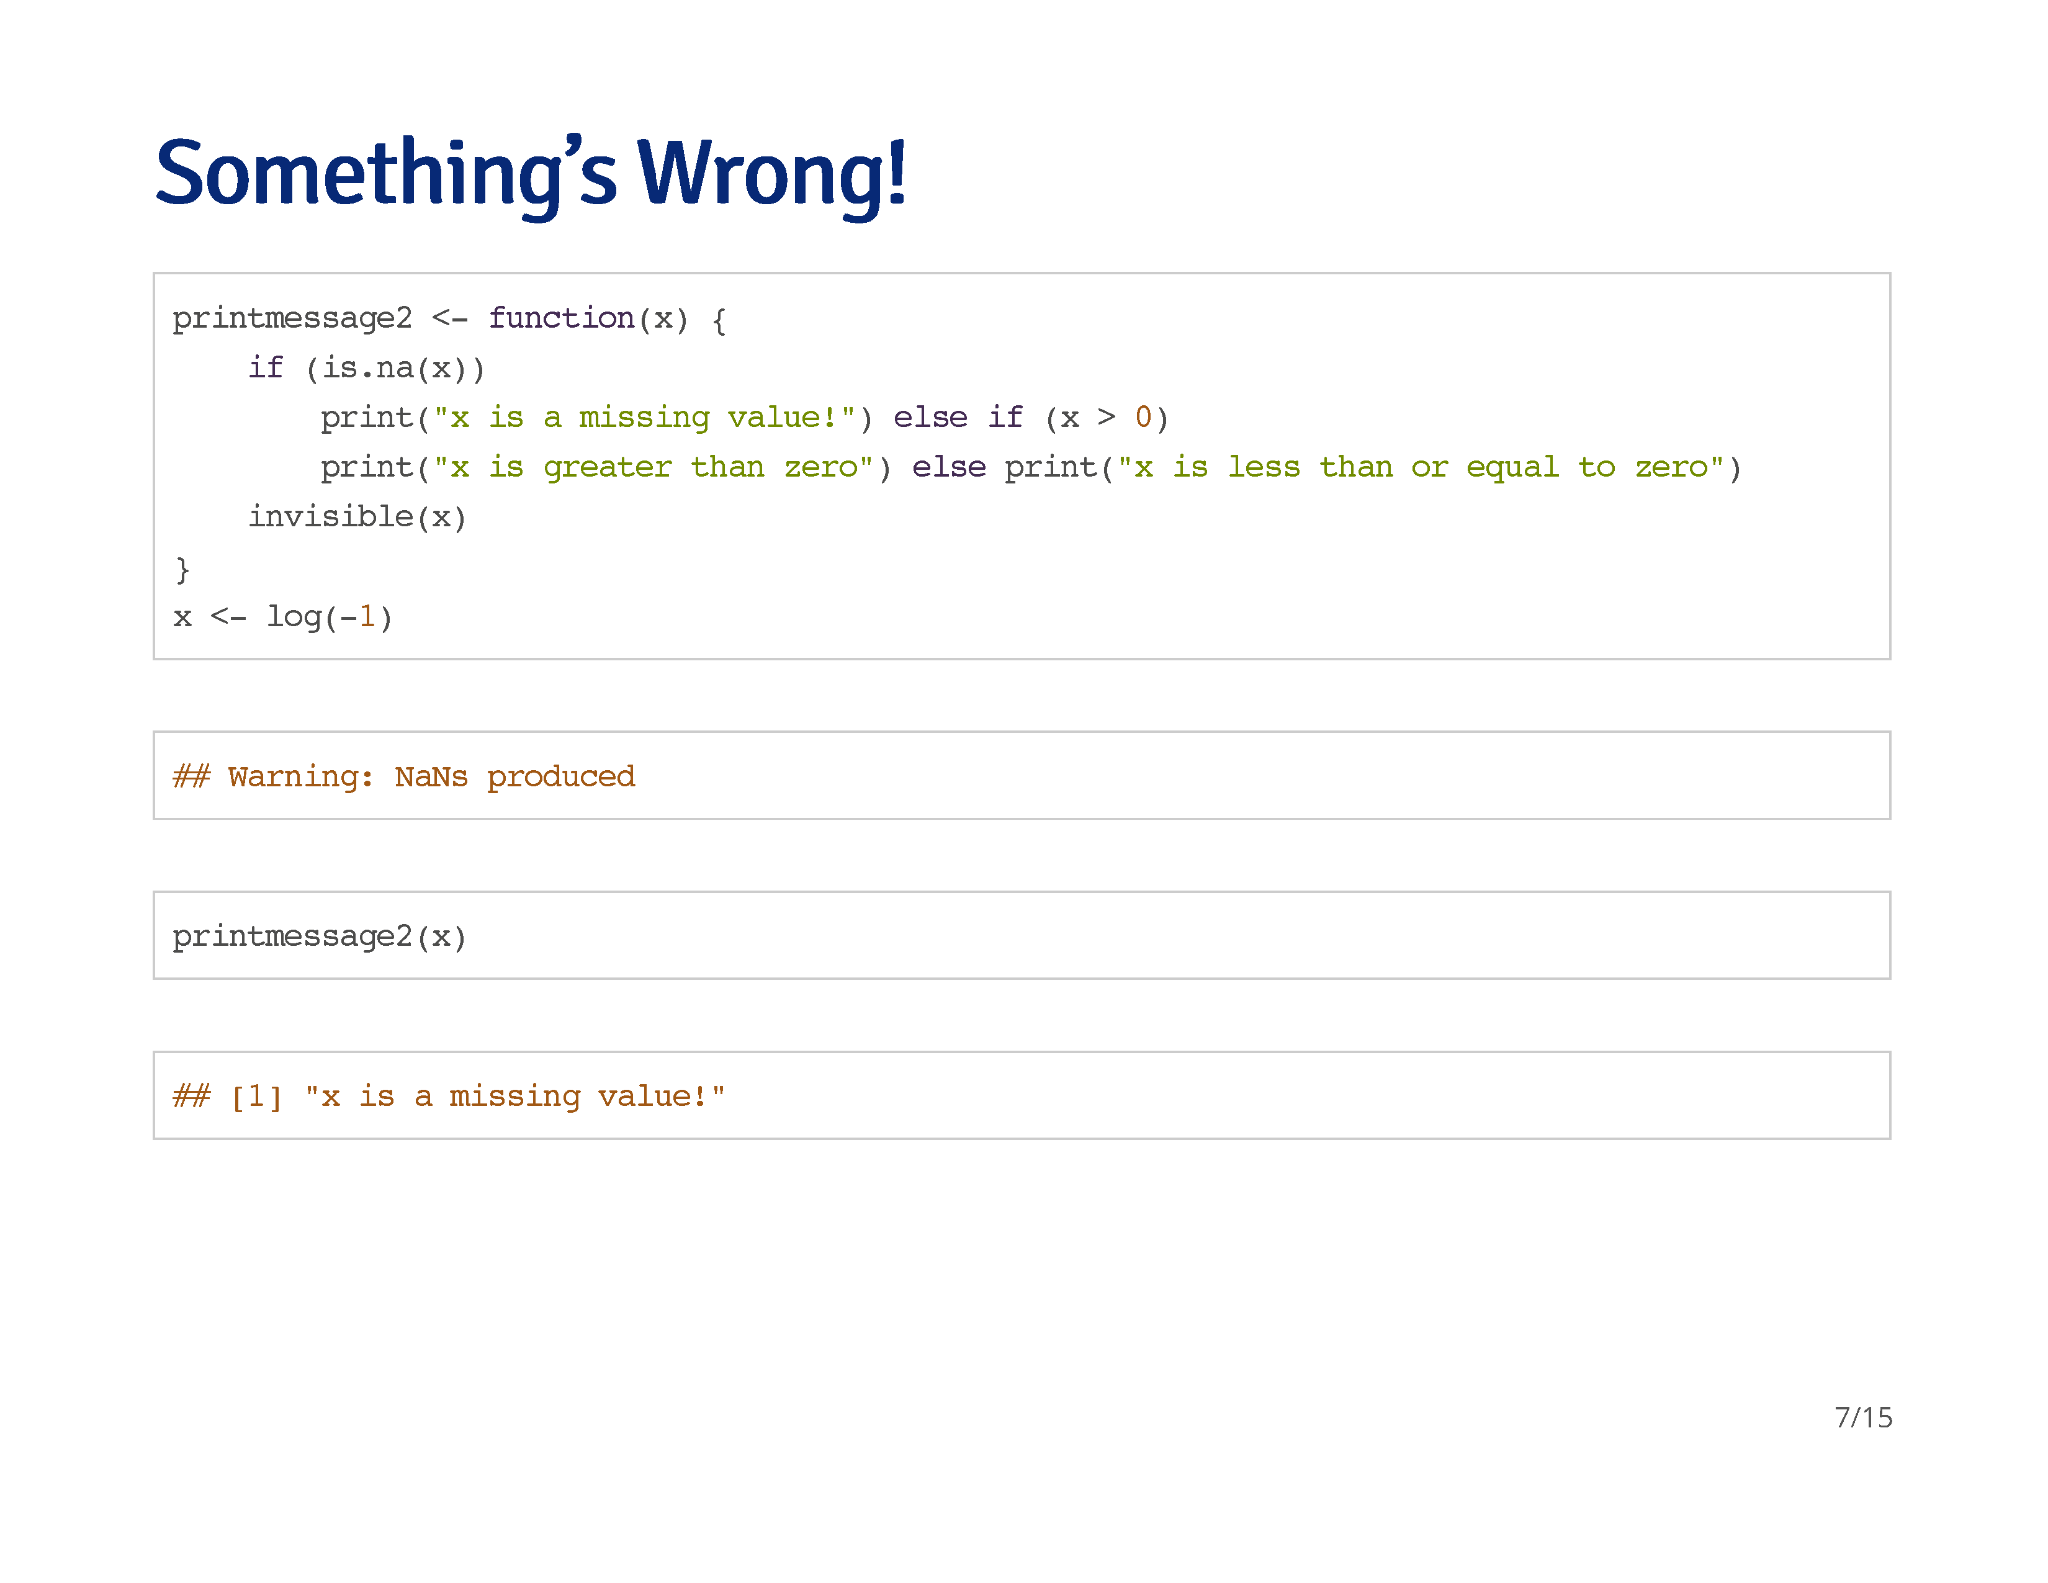 Something’s Wrong!
printmessage2 <- function(x) {
    if (is.na(x))
        print("x is a missing value!") else if (x > 0)
        print("x is greater than zero") else print("x is less than or equal to zero")
    invisible(x)
}
x <- log(-1)
## Warning: NaNs produced
printmessage2(x)
## [1] "x is a missing value!"
7/15